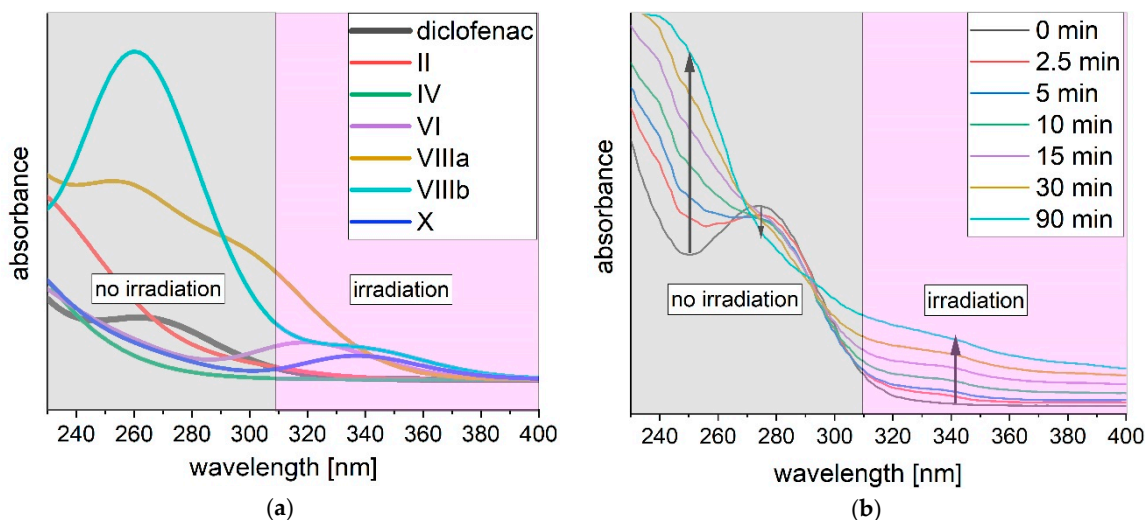 diclofenac
II
IV
VI
VIIIa
VIIIb
X
no irradiation
irradiation
absorbance
240 260 280 300 320 340 360 380 400
wavelength [nm]
(a)
0 min
2.5 min
5 min
10 min
15 min
30 min
90 min
no irradiation
irradiation
absorbance
240 260 280 300 320 340 360 380 400
wavelength [nm]
(b)